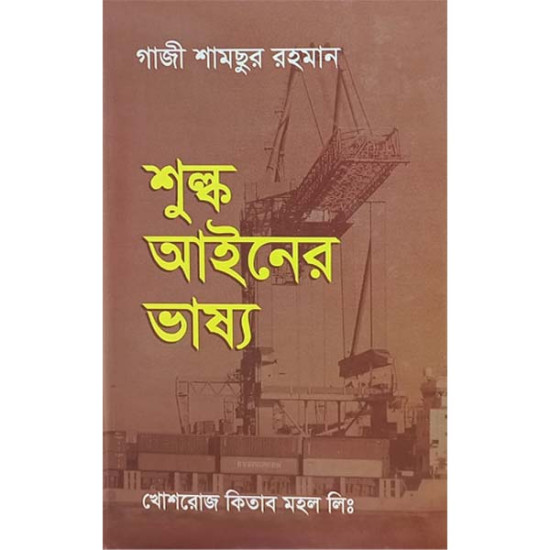 গাজী শামছুর রহমান
শুল্ক
আইনের
ভাষ্য
খোশরোজ কিতাব মহল লিঃ